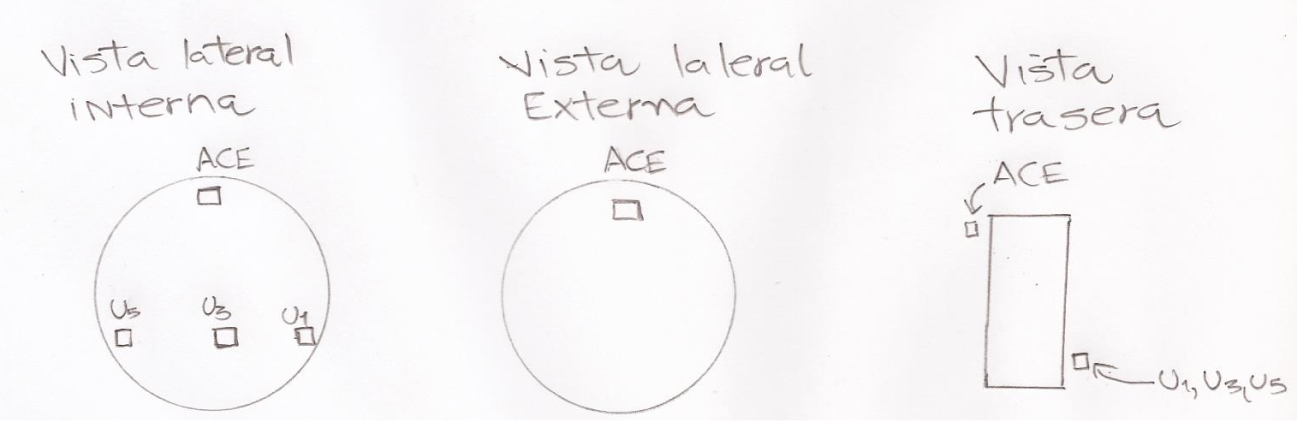 Vista lateral
interna
ACE
U5 U3 U1
Vista laleral
Externa
ACE
Vista
trasera
ACE
U1, U3, U5